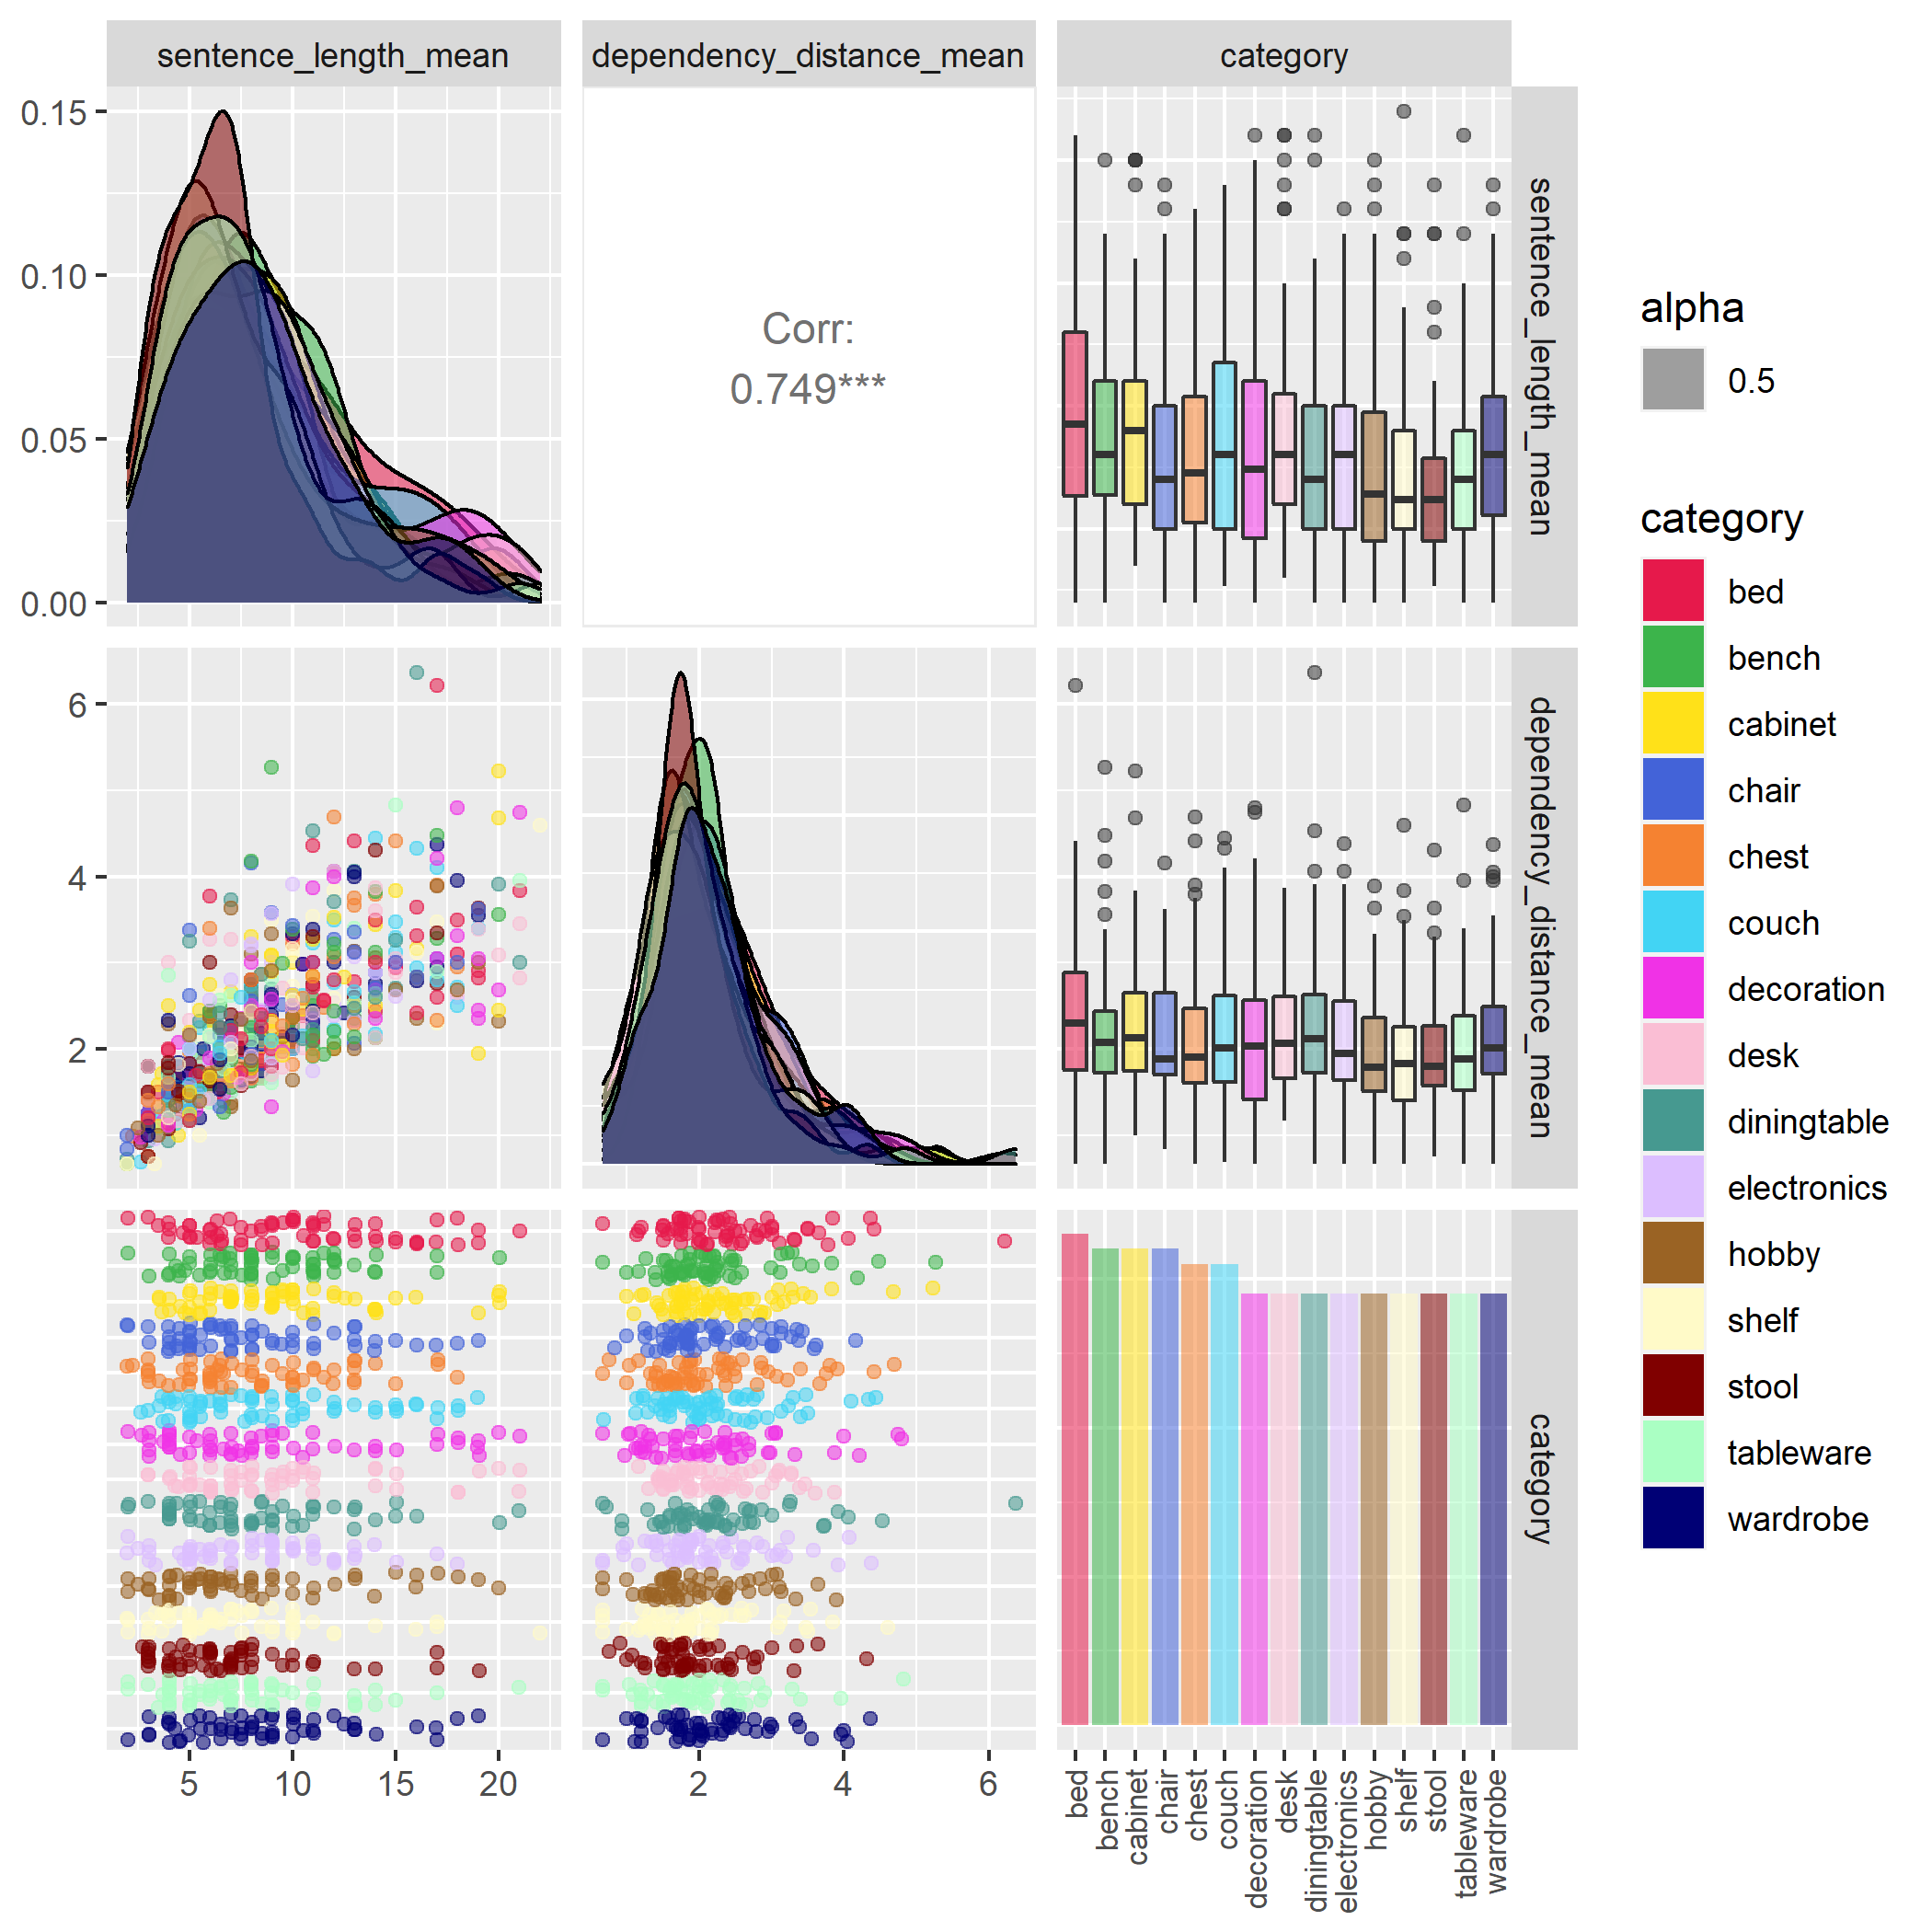 sentence_length_mean
dependency_distance_mean
category
0.15
0.10
0.05
0.00
Corr:
0.749***
sentence_length_mean
6
4
2
dependency_distance_mean
category
5
10
15
20
2
4
6
bed
bench
cabinet
chair
chest
couch
decoration
desk
diningtable
electronics
hobby
shelf
stool
tableware
wardrobe
alpha
0.5
category
bed
bench
cabinet
chair
chest
couch
decoration
desk
diningtable
electronics
hobby
shelf
stool
tableware
wardrobe